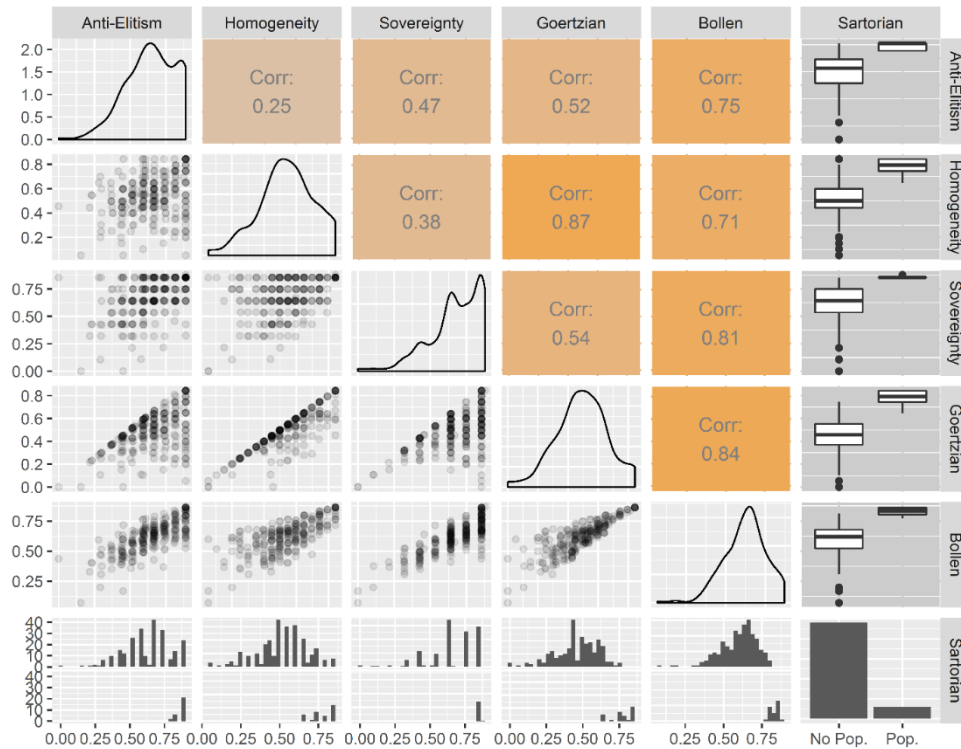 Anti-Elitism Homogeneity Sovereignty Goertzian Bollen Sartorian
2.0
1.5
1.0
0.5
0.0
Corr:
0.25
Corr:
0.47
Corr:
0.52
Corr:
0.75
Anti-Elitism
0.8
0.6
0.4
0.2
Corr:
0.38
Corr:
0.87
Corr:
0.71
Homogeneity
0.75
0.50
0.25
0.00
Corr:
0.54
Corr:
0.81
Sovereignty
0.8
0.6
0.4
0.2
0.0
Corr:
0.84
Goertzian
0.75
0.50
0.25
Bollen
40
30
20
10
0
40
30
20
10
0
Sartorian
0.00 0.25 0.50 0.75 0.25 0.50 0.75 0.00 0.25 0.50 0.75 0.00 0.25 0.50 0.75 0.25 0.50 0.75 No Pop. Pop.